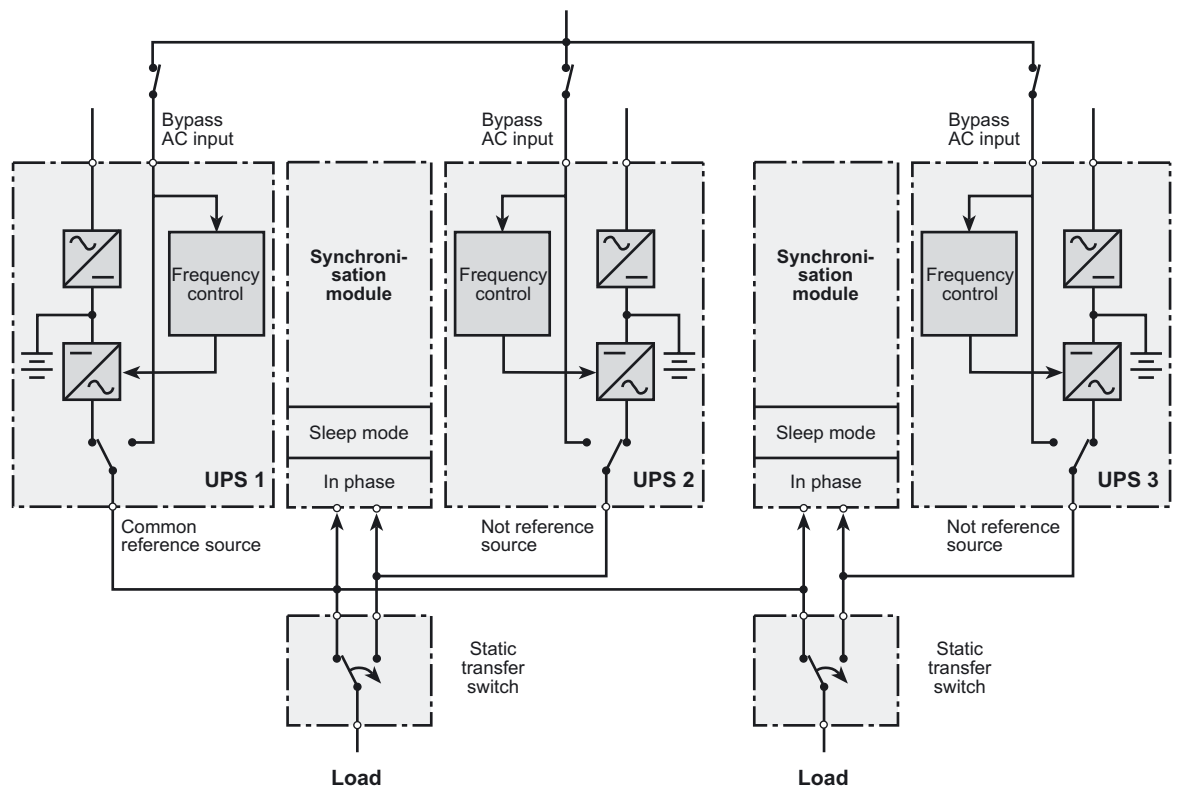 Bypass
AC input
Bypass
AC input
Bypass
AC input
Frequency
control
Synchroni-
sation
module
Frequency
control
Synchroni-
sation
module
Frequency
control
Sleep mode
Sleep mode
UPS 1
In phase
UPS 2
In phase
UPS 3
Common
reference source
Not reference
source
Not reference
source
Static
transfer
switch
Static
transfer
switch
Load
Load